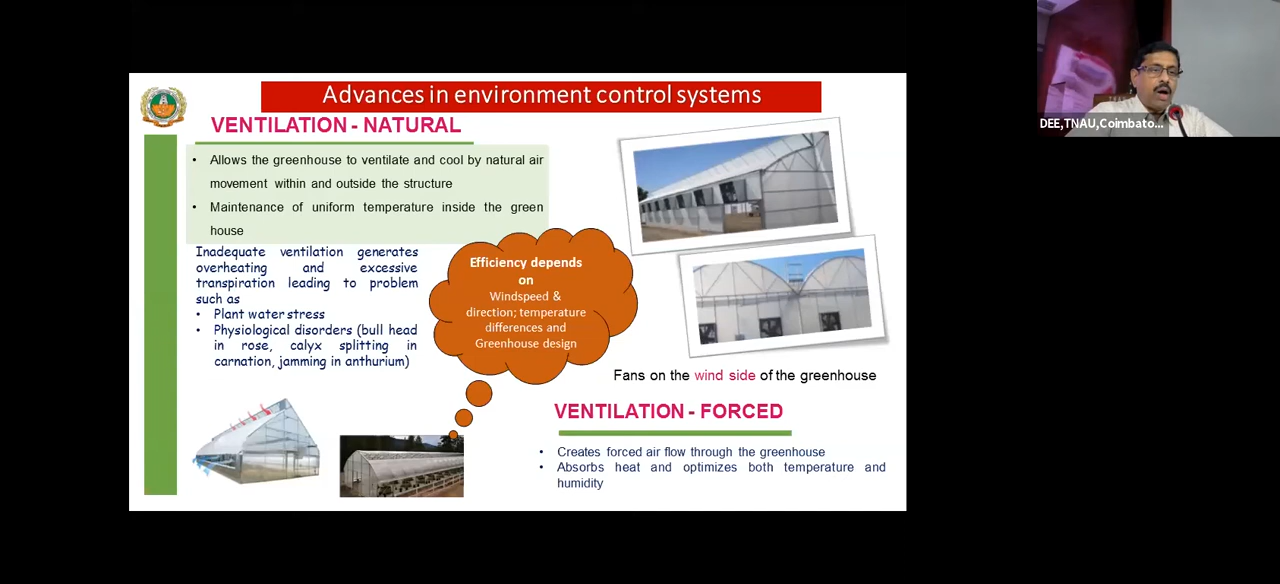 Advances in environment control systems
VENTILATION - NATURAL
• Allows the greenhouse to ventilate and cool by natural air
movement within and outside the structure
• Maintenance of uniform temperature inside the green
house
Inadequate ventilation generates
overheating and excessive
transpiration leading to problem
such as
• Plant water stress
• Physiological disorders (bull head
in rose, calyx splitting in
carnation, jamming in anthurium)
Efficiency depends
on
Windspeed &
direction; temperature
differences and
Greenhouse design
Fans on the wind side of the greenhouse
VENTILATION - FORCED
• Creates forced air flow through the greenhouse
• Absorbs heat and optimizes both temperature and
humidity
DEE,TNAU,Coimbato...